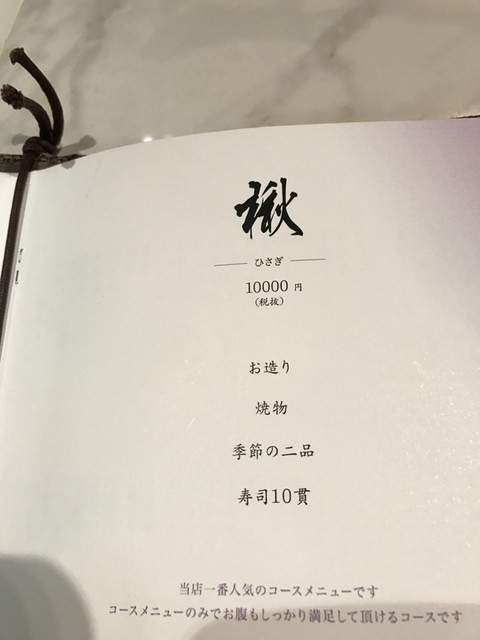 楸
ひさぎ
10000 円
(税抜)
お造り
焼物
季節の二品
寿司10貫
当店一番人気のコースメニューです
コースメニューのみでお腹もしっかり満足して頂けるコースです